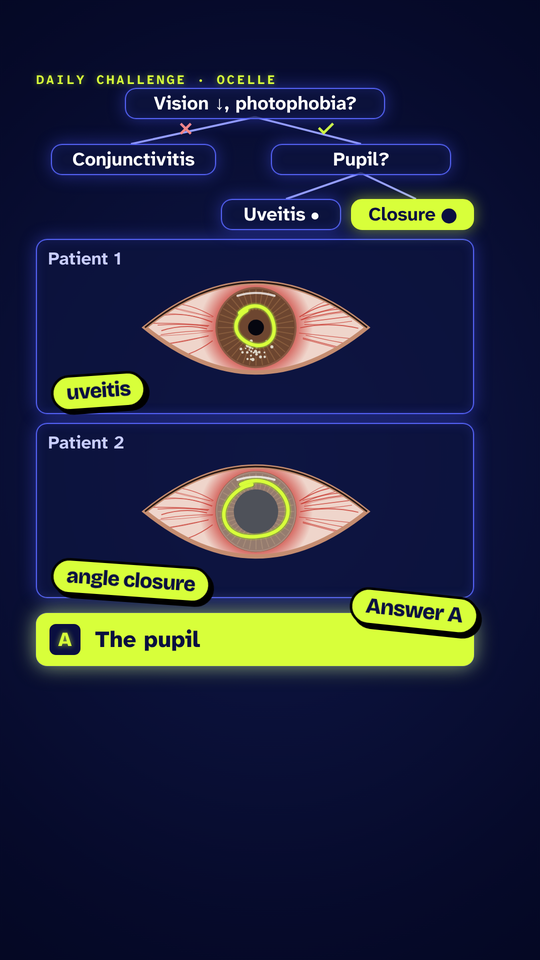 DAILY CHALLENGE · OCELLE
Vision ↓, photophobia?
Conjunctivitis
Pupil?
Uveitis
Closure
Patient 1
uveitis
Patient 2
angle closure
Answer A
A The pupil